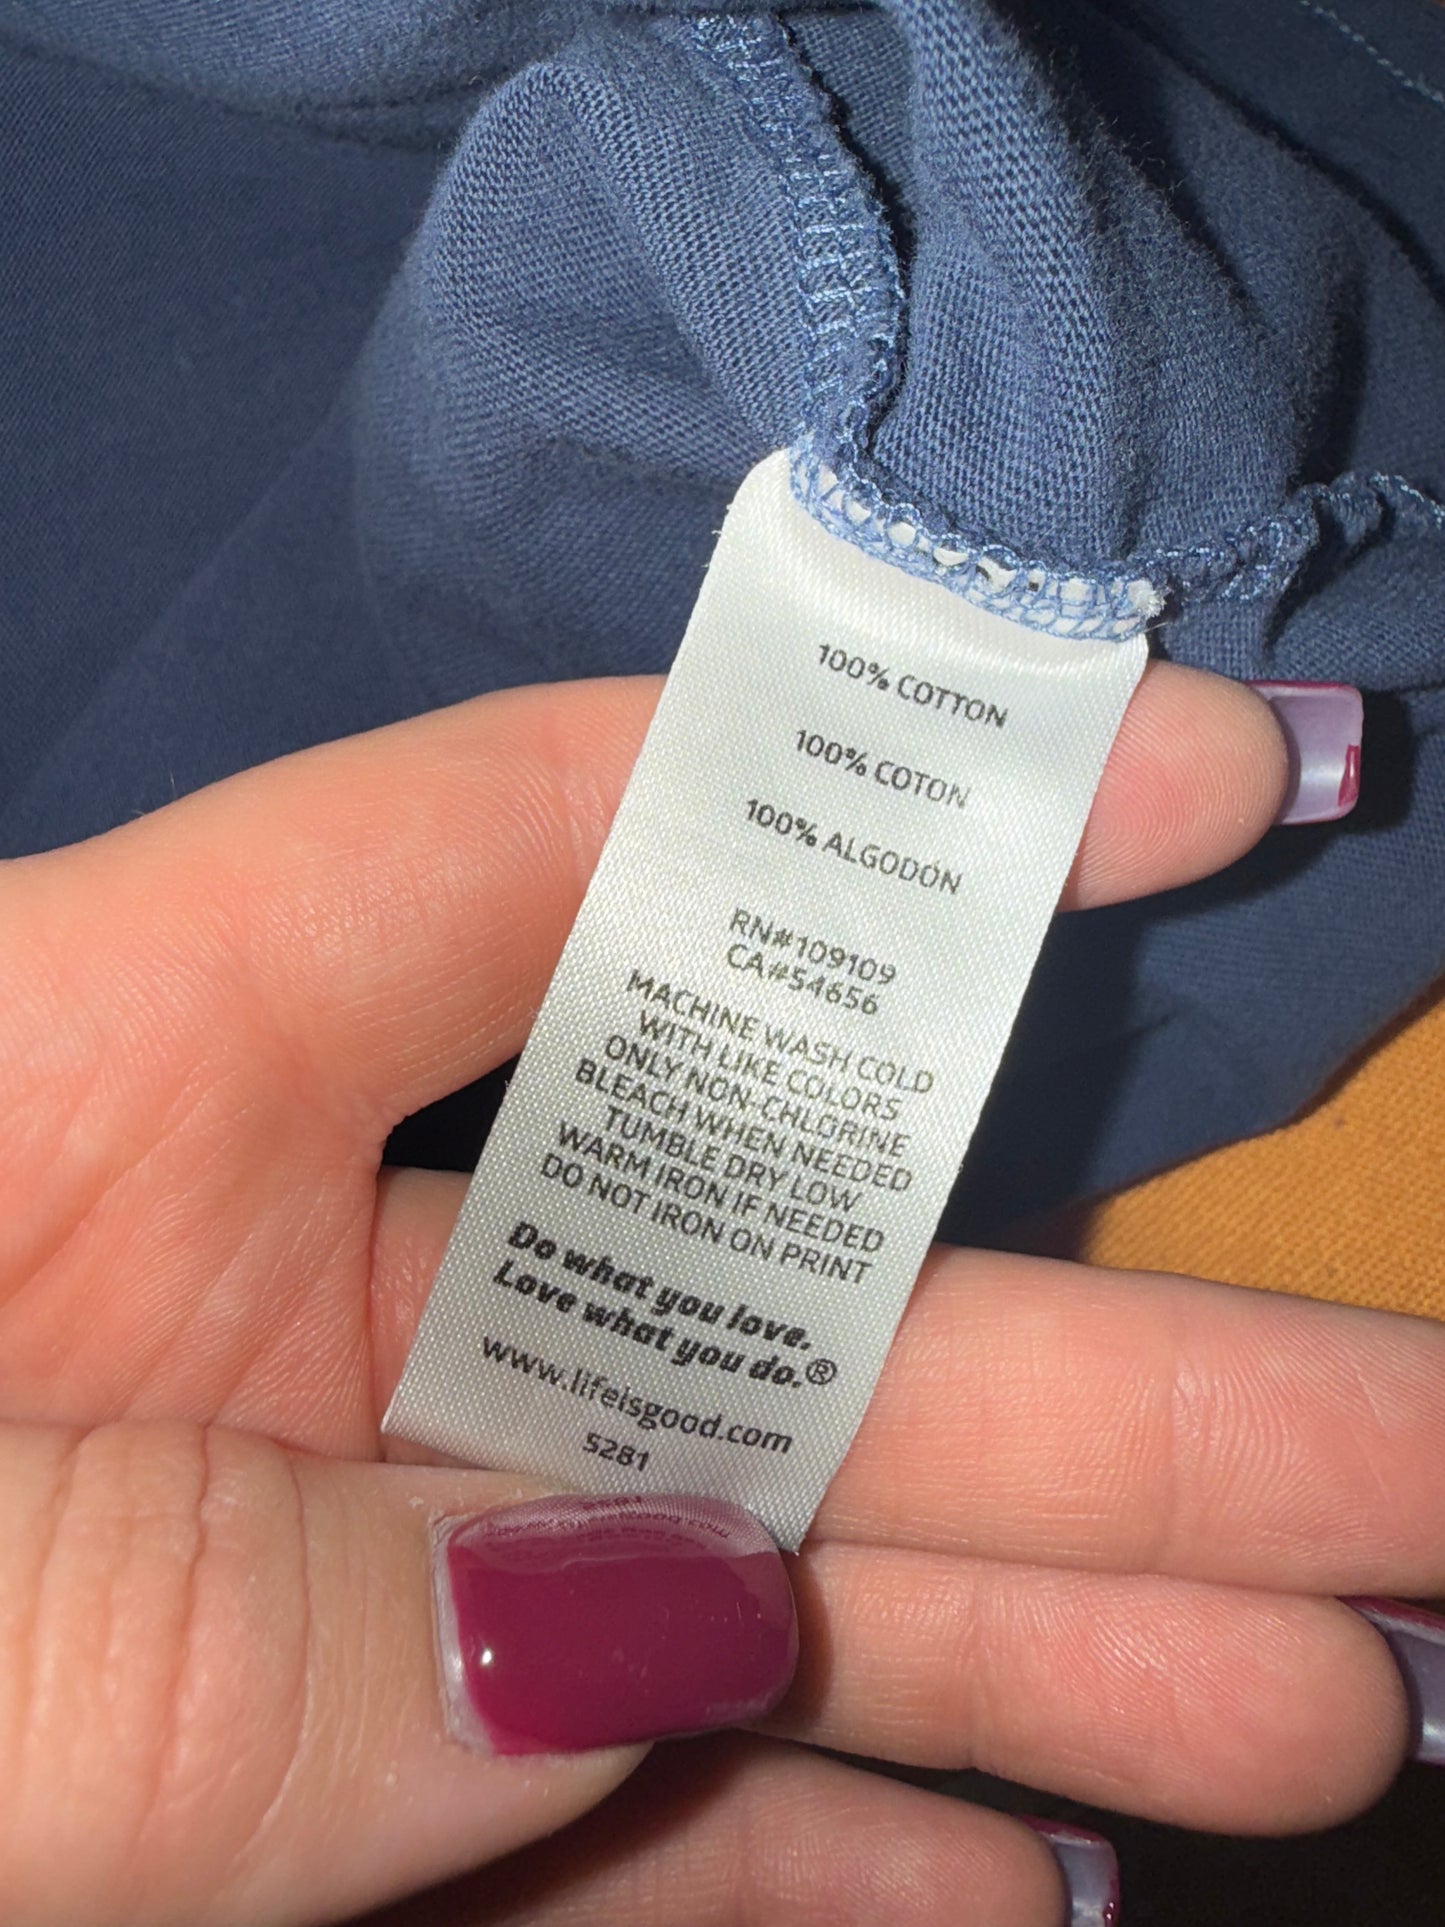 100% COTTON
100% COTON
100% ALGODÓN
RN#109109
CA#54656
MACHINE WASH COLD
WITH LIKE COLORS
ONLY NON-CHLORINE
BLEACH WHEN NEEDED
TUMBLE DRY LOW
WARM IRON IF NEEDED
DO NOT IRON ON PRINT
Do what you love.
Love what you do.®
www.lifeisgood.com
5281